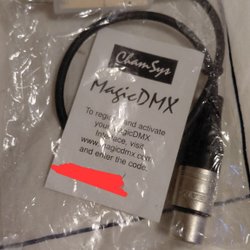 ChamSys
MagicDMX
To register and activate
your MagicDMX
Interface, visit
www.magicdmx.com
and enter the code: